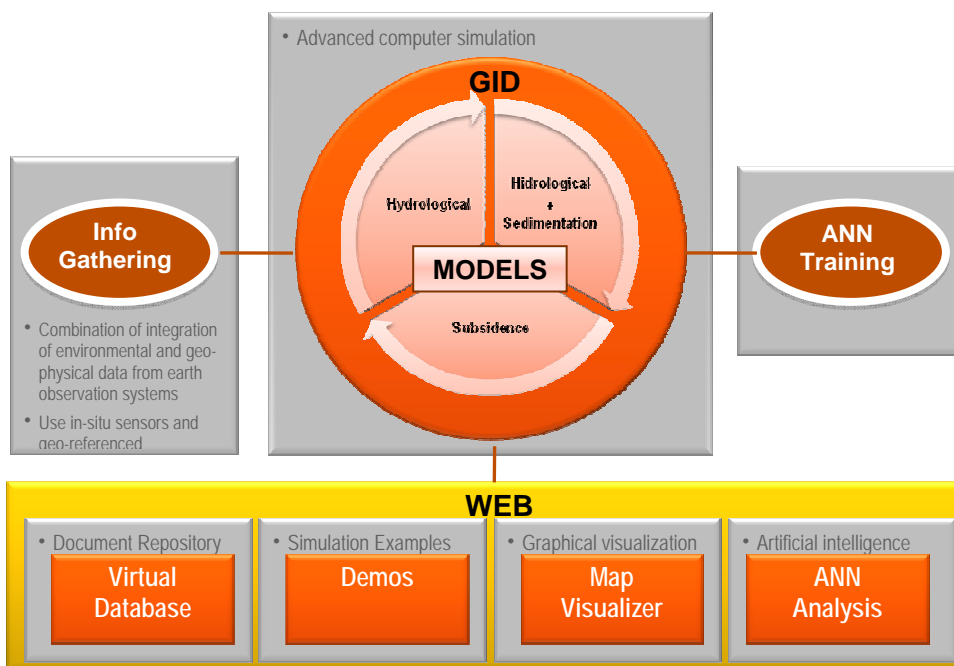 • Advanced computer simulation
GID
Hydrological
Hidrological
+
Sedimentation
MODELS
Subsidence
Info
Gathering
• Combination of integration
of environmental and geo-
physical data from earth
observation systems
• Use in-situ sensors and
geo-referenced
ANN
Training
WEB
• Document Repository
Virtual
Database
• Simulation Examples
Demos
• Graphical visualization
Map
Visualizer
• Artificial intelligence
ANN
Analysis